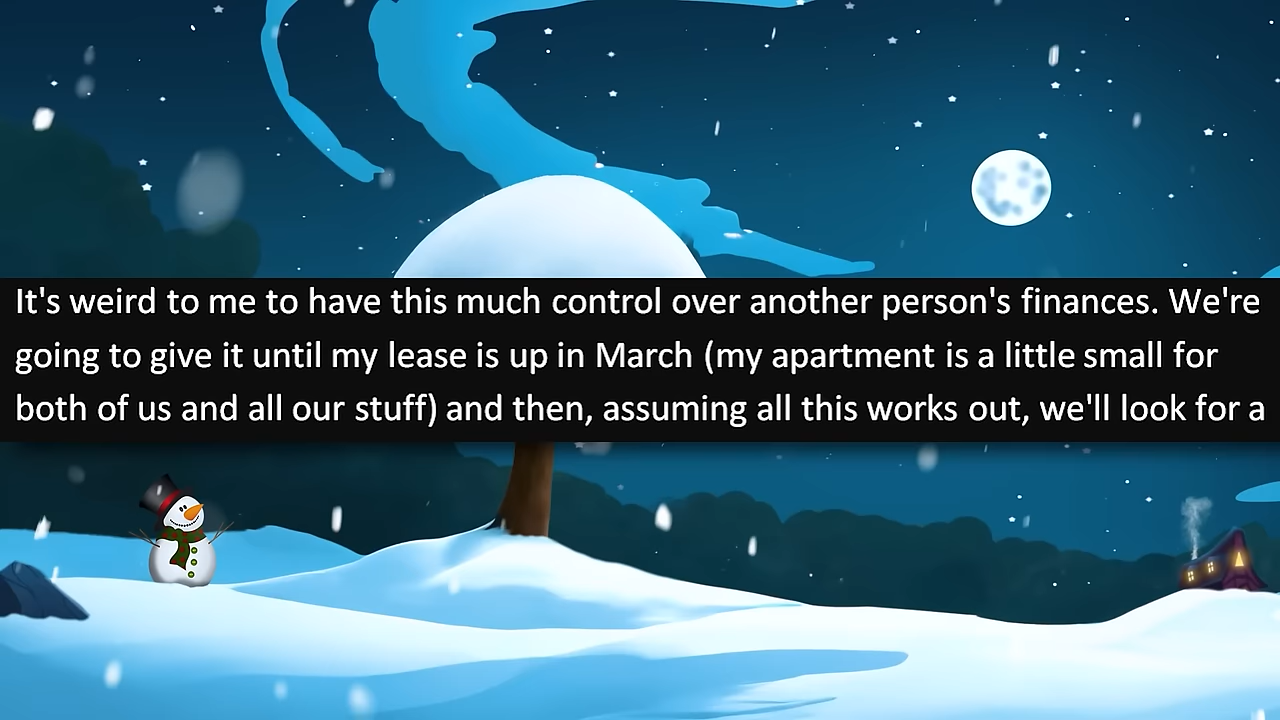 It's weird to me to have this much control over another person's finances. We're
going to give it until my lease is up in March (my apartment is a little small for
both of us and all our stuff) and then, assuming all this works out, we'll look for a